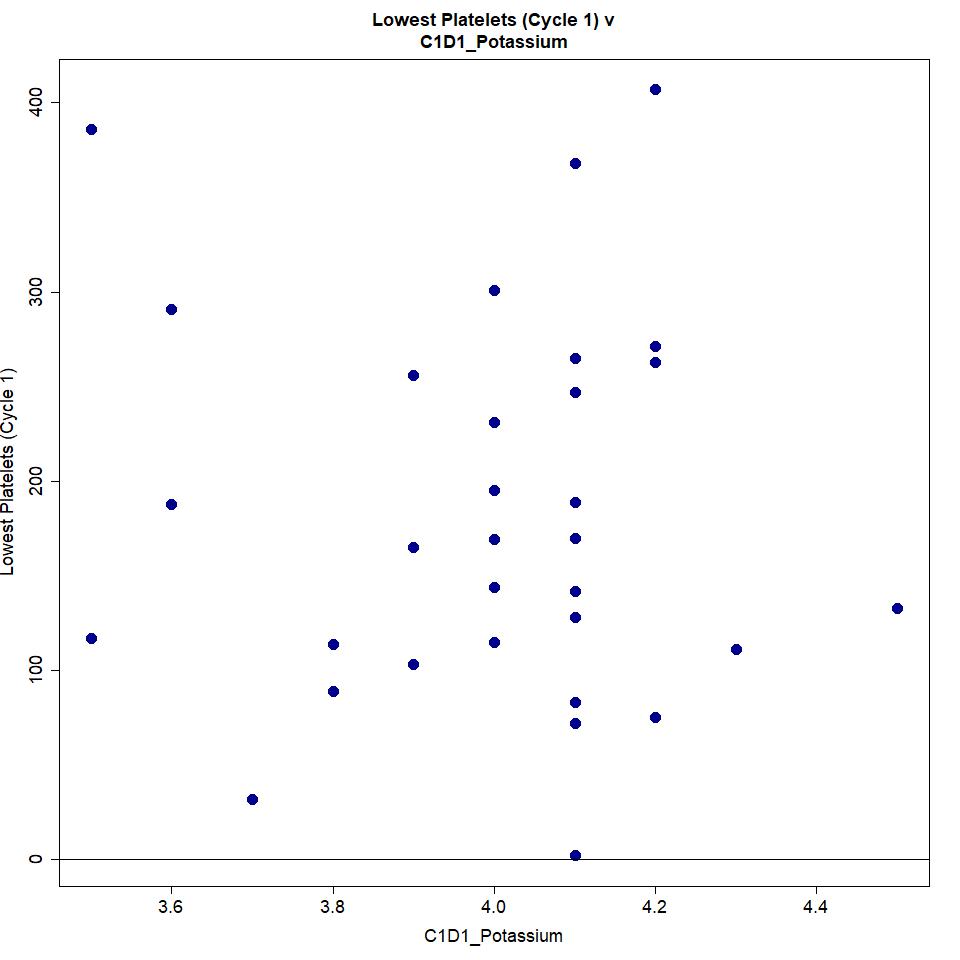 Lowest Platelets (Cycle 1) v
C1D1_Potassium
400
300
200
100
0
Lowest Platelets (Cycle 1)
3.6 3.8 4.0 4.2 4.4
C1D1_Potassium